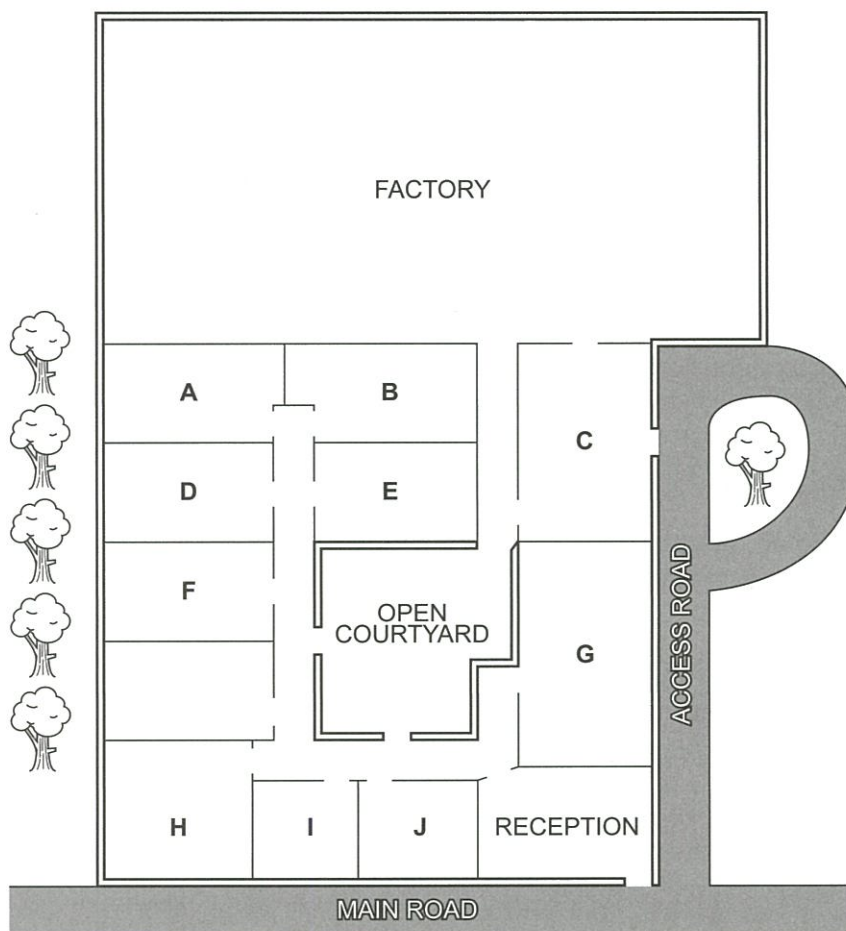 FACTORY
A
B
C
D
E
F
OPEN
COURTYARD
G
ACCESS ROAD
H
I
J
RECEPTION
MAIN ROAD